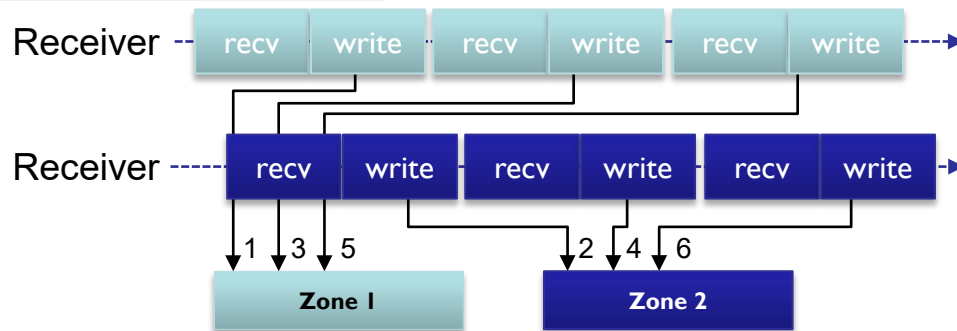 Receiver recv write recv write recv write
Receiver recv write recv write recv write
1 3 5 2 4 6
Zone 1 Zone 2